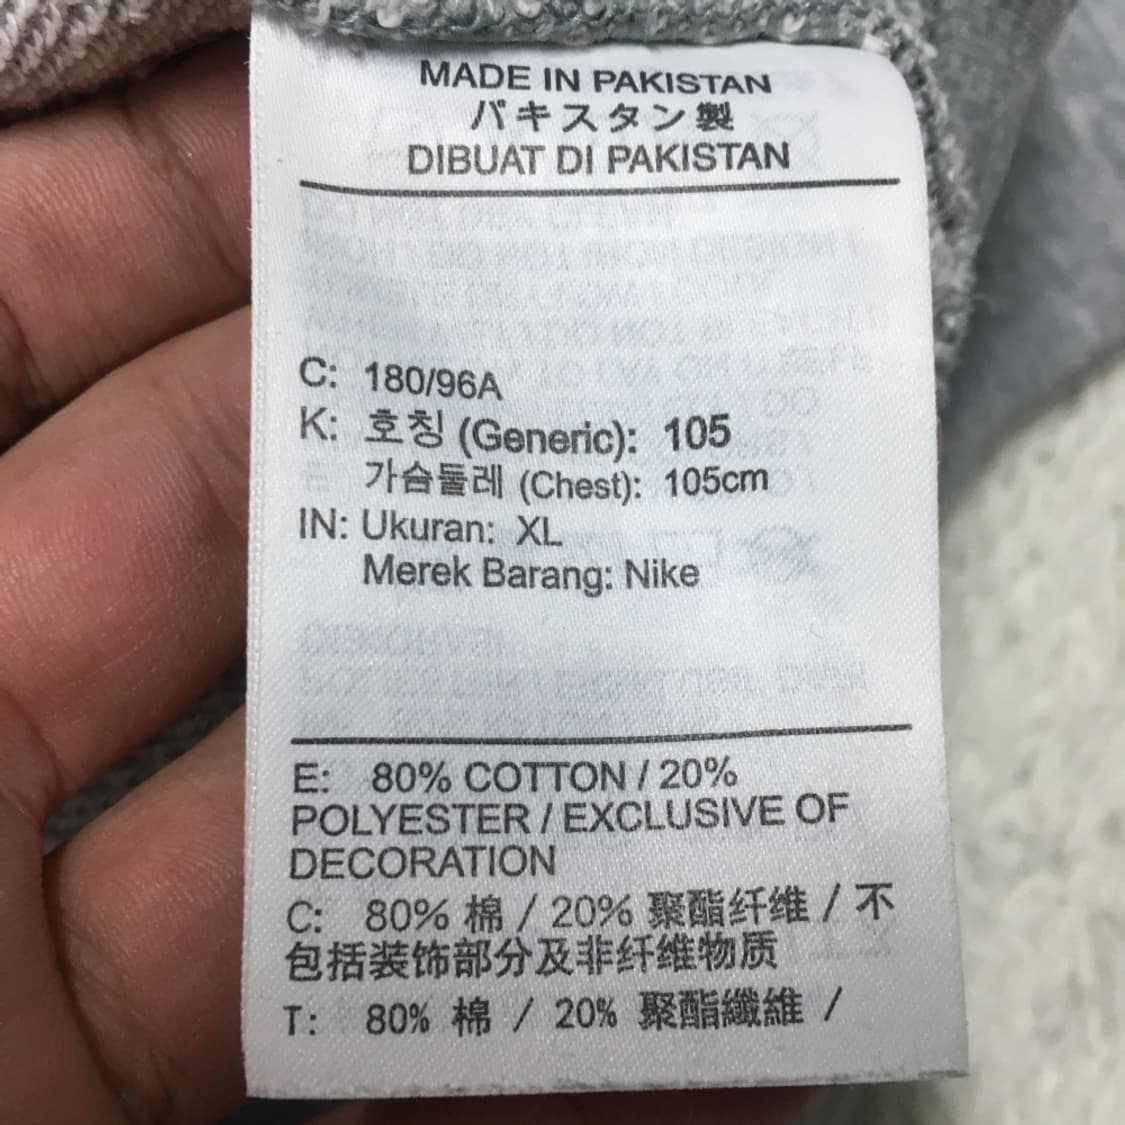 MADE IN PAKISTAN
パキスタン製
DIBUAT DI PAKISTAN
C: 180/96A
K: 호칭 (Generic): 105
가슴둘레 (Chest): 105cm
IN: Ukuran: XL
Merek Barang: Nike
E: 80% COTTON / 20%
POLYESTER / EXCLUSIVE OF
DECORATION
C: 80% 棉 / 20% 聚酯纤维 / 不
包括装饰部分及非纤维物质
T: 80% 棉 / 20% 聚酯纖維 /